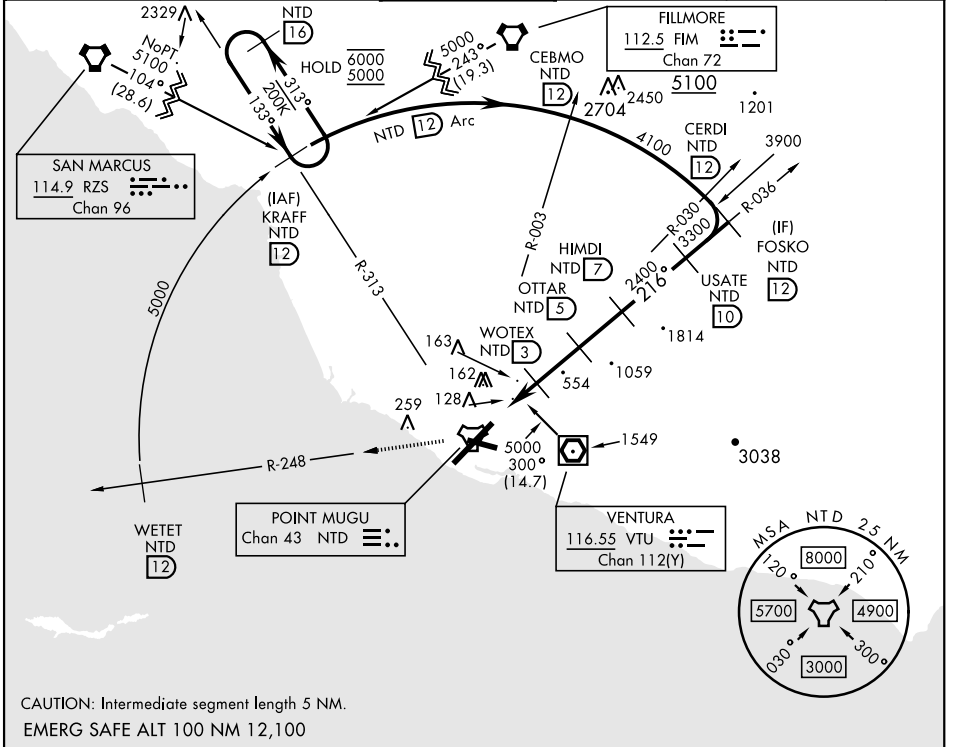 2329
NoPT.
5100
104°
(28.6)
NTD
16
HOLD 6000
5000
200K
313°
133°
5000
243°
(19.3)
FILLMORE
112.5 FIM
Chan 72
CEBMO
NTD
12
2704
2450
5100
1201
NTD 12 Arc
4100
CERDI
NTD
12
3900
SAN MARCUS
114.9 RZS
Chan 96
(IAF)
KRAFF
NTD
12
R-003
R-030
R-036
3300
(IF)
FOSKO
NTD
12
HIMDI
NTD 7
2400
216°
USATE
NTD
10
OTTAR
NTD 5
R-313
5000
1814
WOTEX
NTD 3
163
162
128
554
1059
259
5000
300°
(14.7)
1549
3038
R-248
WETET
NTD
12
POINT MUGU
Chan 43 NTD
VENTURA
116.55 VTU
Chan 112(Y)
MSA NTD 25 NM
120°
8000
210°
5700
4900
030°
3000
300°
CAUTION: Intermediate segment length 5 NM.
EMERG SAFE ALT 100 NM 12,100